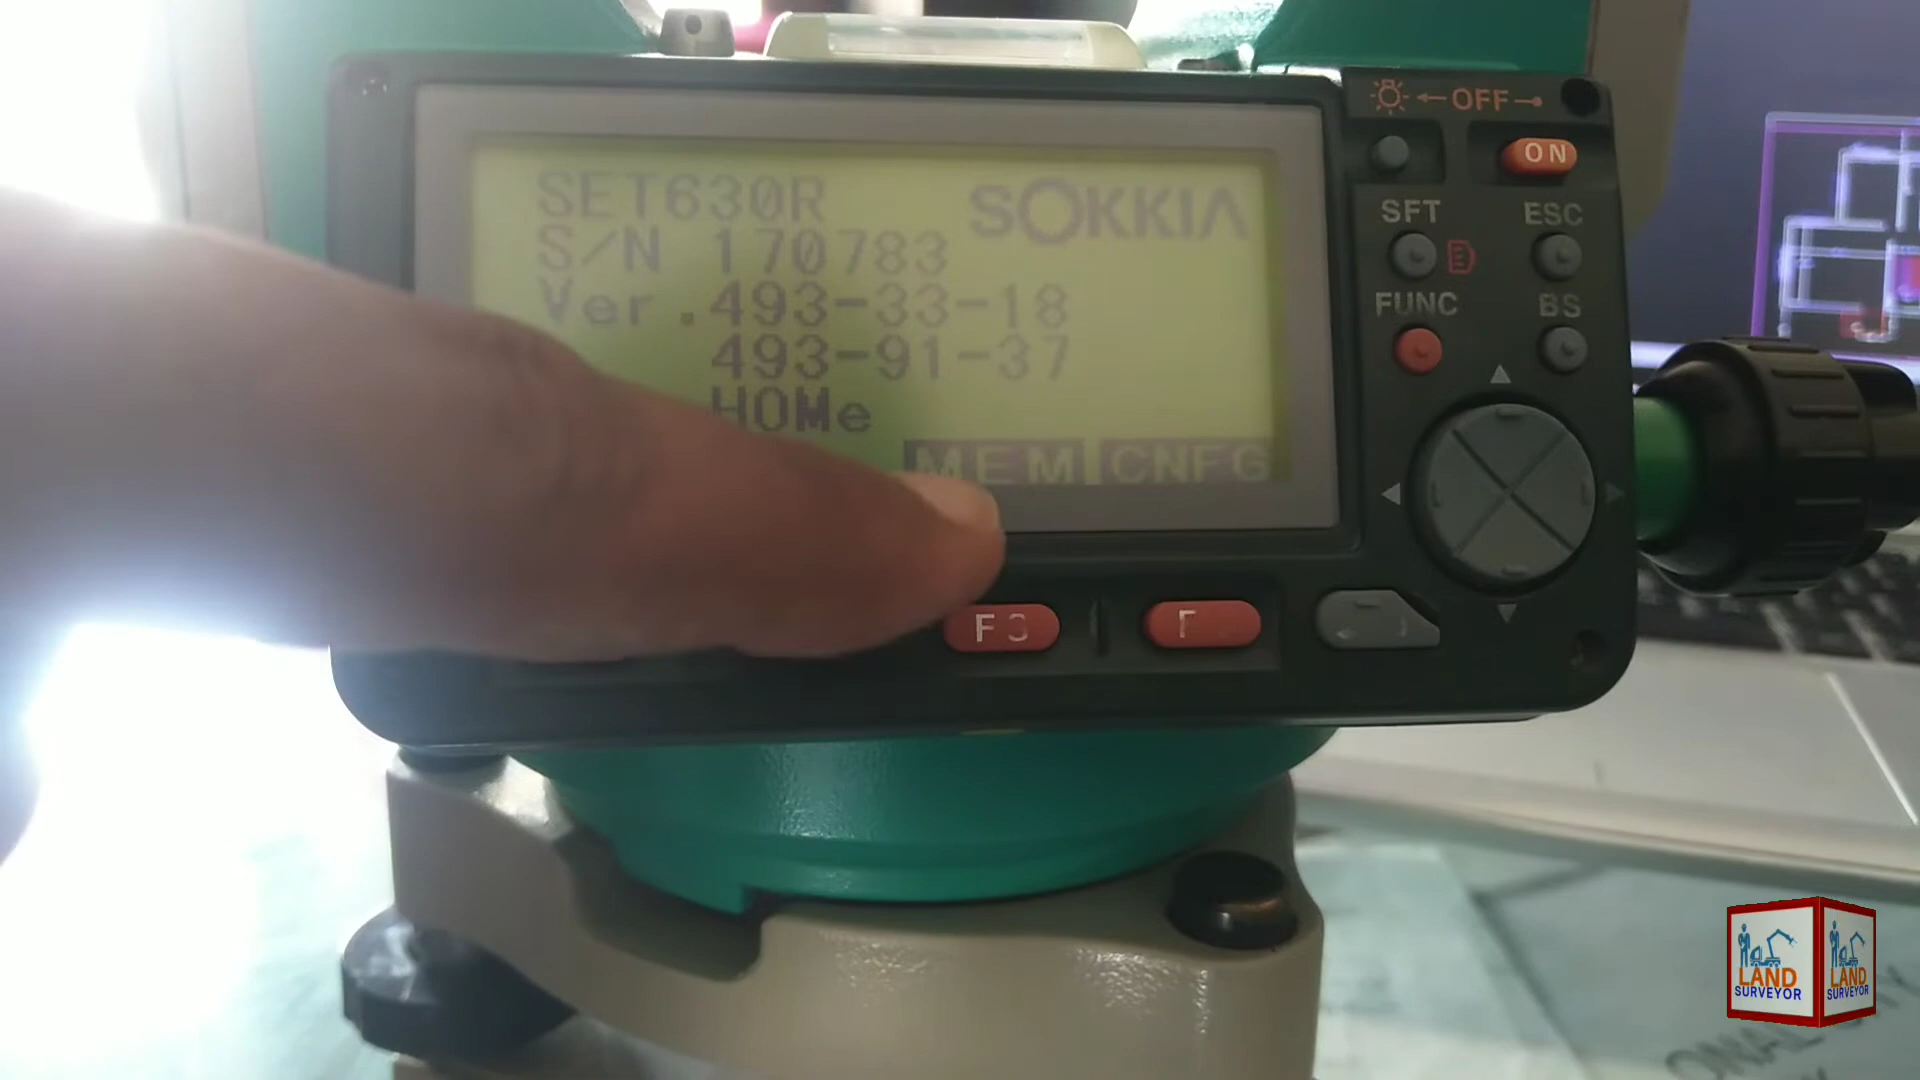 SET630R
SOKKIA
S/N 170783
Ver. 493-33-18
493-91-37
HOMe
MEM CNFG
←OFF
ON
SFT ESC
FUNC BS
F3
LAND
SURVEYOR
LAND
SURVEYOR